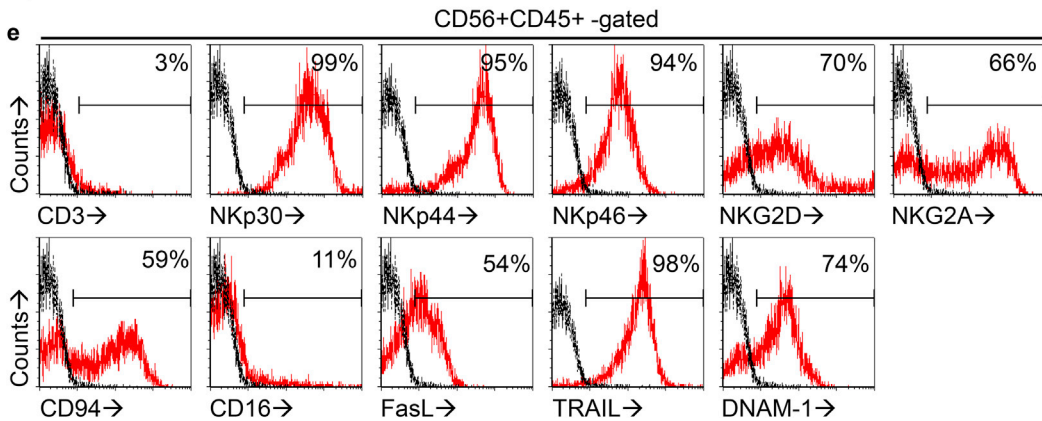 CD56+CD45+ -gated
e
3% 99% 95% 94% 70% 66%
Counts→
CD3→ NKp30→ NKp44→ NKp46→ NKG2D→ NKG2A→
59% 11% 54% 98% 74%
Counts→
CD94→ CD16→ FasL→ TRAIL→ DNAM-1→